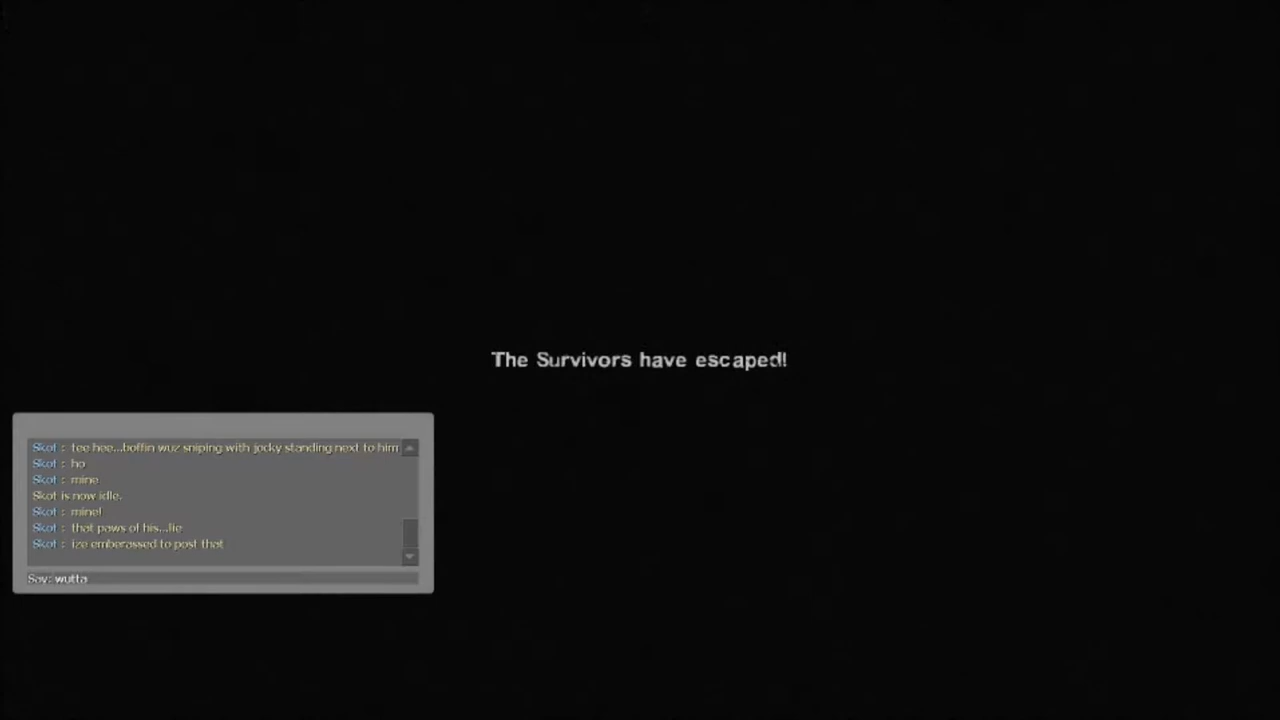 The Survivors have escaped!
Skot : tee hee...boffin wuz sniping with jocky standing next to him
Skot : ho
Skot : mine
Skot is now idle.
Skot : mine!
Skot : that paws of his...lie
Skot : ize emberassed to post that
Say: wutta